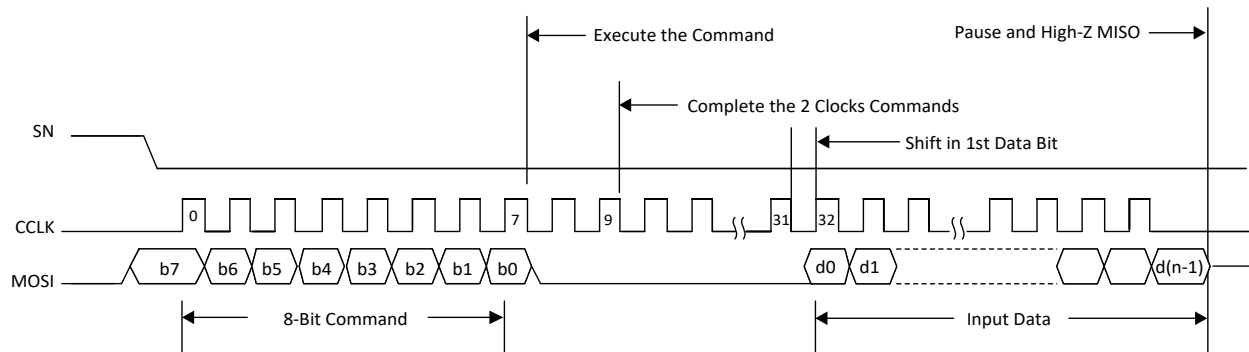 Execute the Command
Pause and High-Z MISO
Complete the 2 Clocks Commands
SN
Shift in 1st Data Bit
CCLK
0
7
9
31
32
MOSI
b7
b6
b5
b4
b3
b2
b1
b0
d0
d1
d(n-1)
8-Bit Command
Input Data